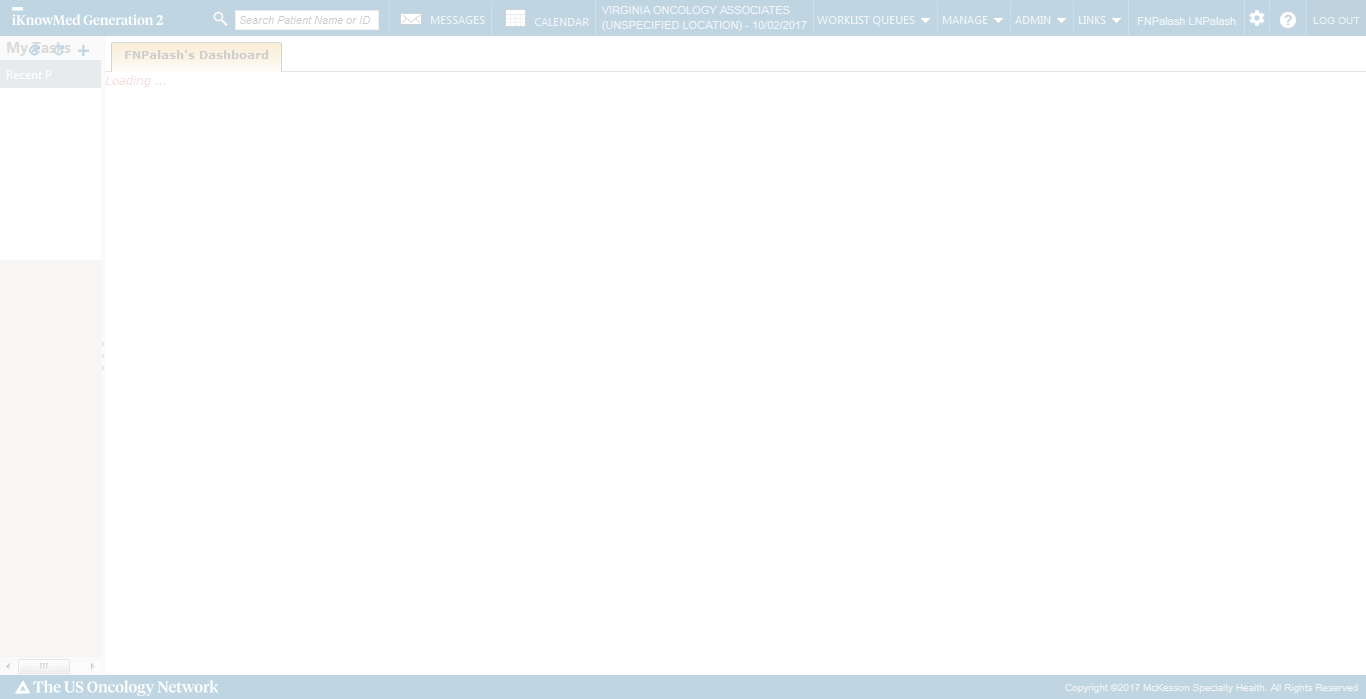 iKnowMed Generation 2
Search Patient Name or ID
MESSAGES
CALENDAR
VIRGINIA ONCOLOGY ASSOCIATES
(UNSPECIFIED LOCATION) - 10/02/2017
WORKLIST QUEUES
MANAGE
ADMIN
LINKS
FNPalash LNPalash
LOG OUT
My Tasks
FNPalash's Dashboard
Recent P
Loading ...
The US Oncology Network
Copyright ©2017 McKesson Specialty Health. All Rights Reserved